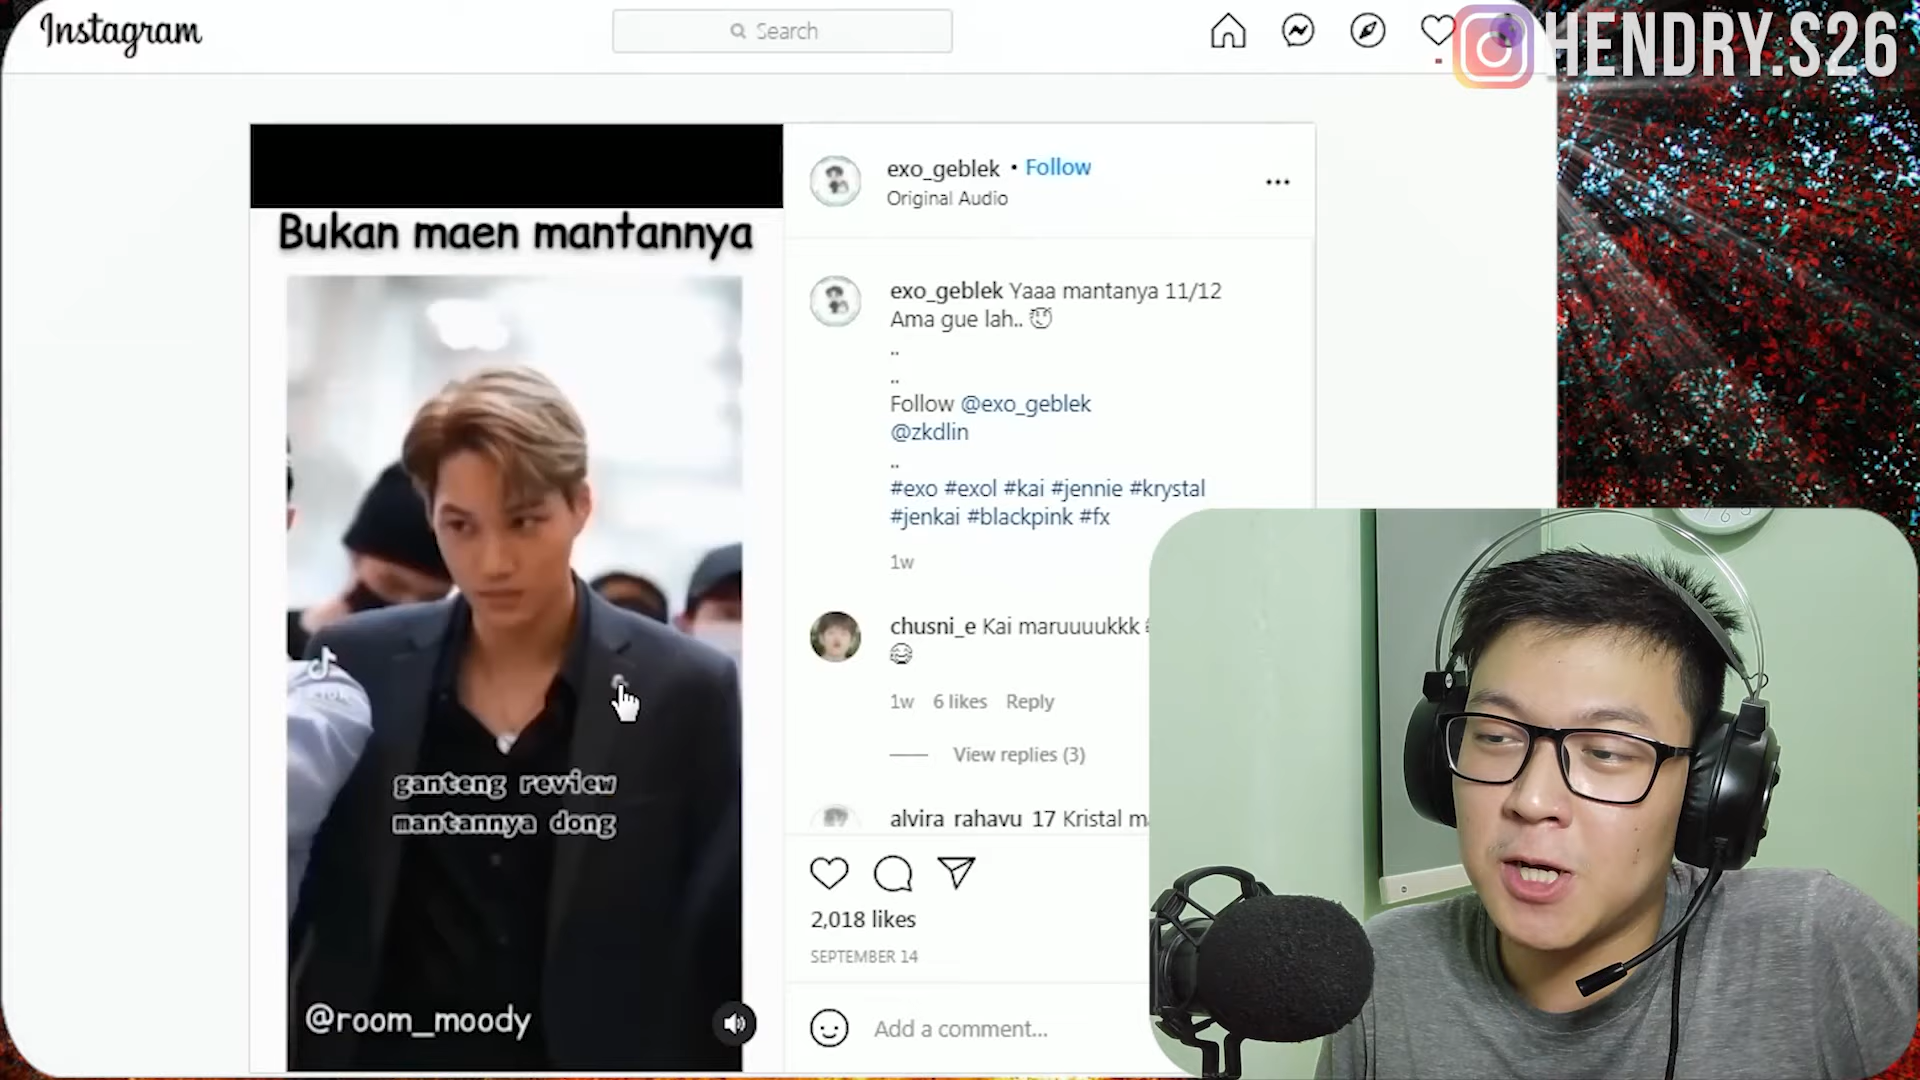 Instagram
Search
HENDRY.S26
Bukan maen mantannya
ganteng review
mantannya dong
@room_moody
exo_geblek • Follow
Original Audio
exo_geblek Yaaa mantanya 11/12
Ama gue lah..
..
..
Follow @exo_geblek
@zkdlin
..
#exo #exol #kai #jennie #krystal
#jenkai #blackpink #fx
1w
chusni_e Kai maruuuukkk
1w 6 likes Reply
View replies (3)
alvira_rahayu_17 Kristal
2,018 likes
SEPTEMBER 14
Add a comment...